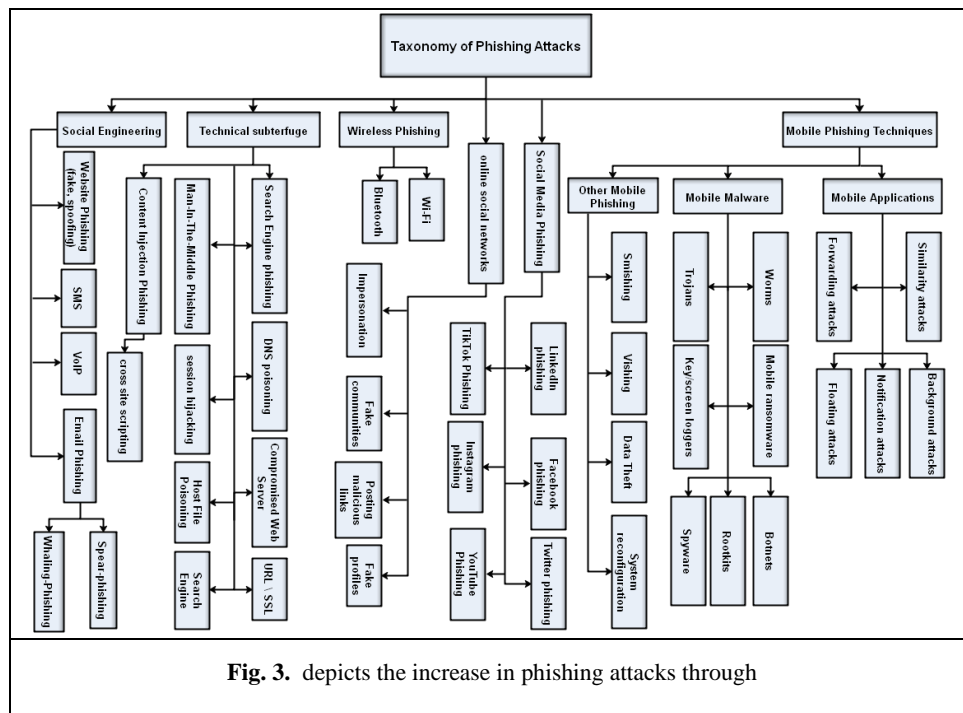 Taxonomy of Phishing Attacks
Social Engineering
Technical subterfuge
Wireless Phishing
online social networks
Social Media Phishing
Mobile Phishing Techniques
Website Phishing
(fake, spoofing)
SMS
VoIP
Email Phishing
Whaling-Phishing
Spear-phishing
Content Injection Phishing
cross site scripting
Man-In-The-Middle Phishing
Search Engine phishing
session hijacking
DNS poisoning
Host File
Poisoning
Compromised Web
Server
Search
Engine
URL \ SSL
Bluetooth
Wi-Fi
Impersonation
Fake
communities
Posting
malicious
links
Fake
profiles
TikTok Phishing
LinkedIn
phishing
Instagram
phishing
Facebook
phishing
YouTube
Phishing
Twitter phishing
Other Mobile
Phishing
Smishing
Vishing
Data Theft
System
reconfiguration
Mobile Malware
Trojans
Worms
Key/screen loggers
Mobile ransomware
Spyware
Rootkits
Botnets
Mobile Applications
Forwarding attacks
Similarity attacks
Floating attacks
Notification attacks
Background attacks
Fig. 3. depicts the increase in phishing attacks through